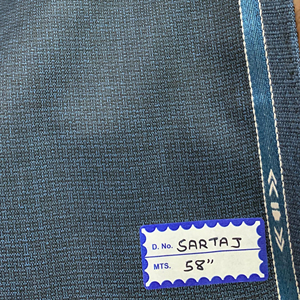 D. No. SARTAJ
MTS. 58"